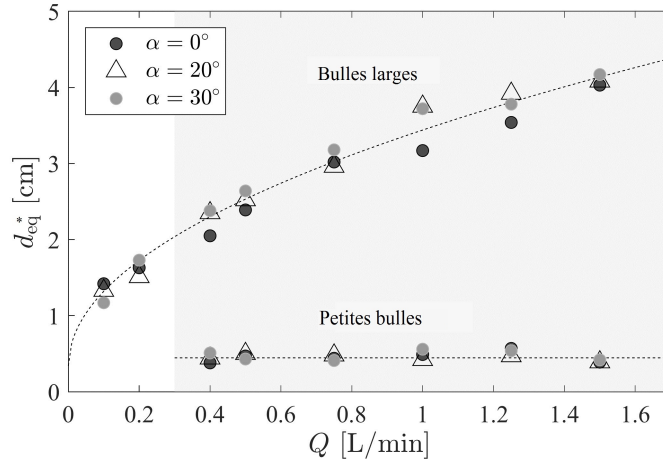 α = 0°
α = 20°
α = 30°
Bulles larges
Petites bulles
d*eq [cm]
5
4
3
2
1
0
0 0.2 0.4 0.6 0.8 1 1.2 1.4 1.6
Q [L/min]